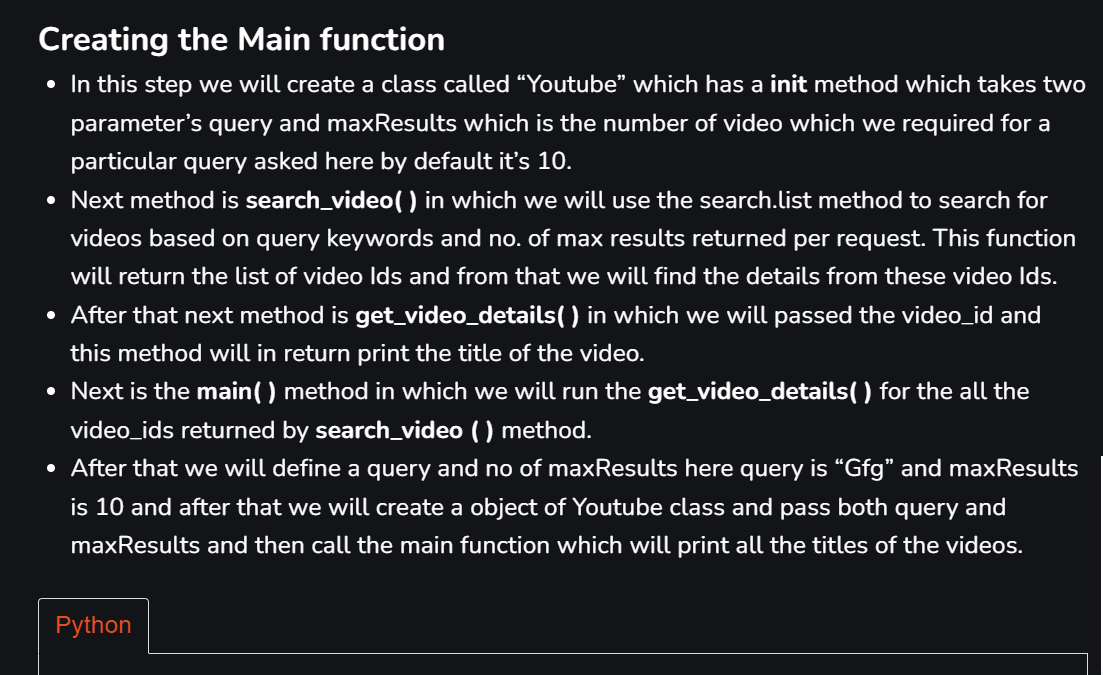 Creating the Main function
• In this step we will create a class called “Youtube” which has a init method which takes two
parameter’s query and maxResults which is the number of video which we required for a
particular query asked here by default it’s 10.
• Next method is search_video( ) in which we will use the search.list method to search for
videos based on query keywords and no. of max results returned per request. This function
will return the list of video Ids and from that we will find the details from these video Ids.
• After that next method is get_video_details( ) in which we will passed the video_id and
this method will in return print the title of the video.
• Next is the main( ) method in which we will run the get_video_details( ) for the all the
video_ids returned by search_video ( ) method.
• After that we will define a query and no of maxResults here query is “Gfg” and maxResults
is 10 and after that we will create a object of Youtube class and pass both query and
maxResults and then call the main function which will print all the titles of the videos.
Python